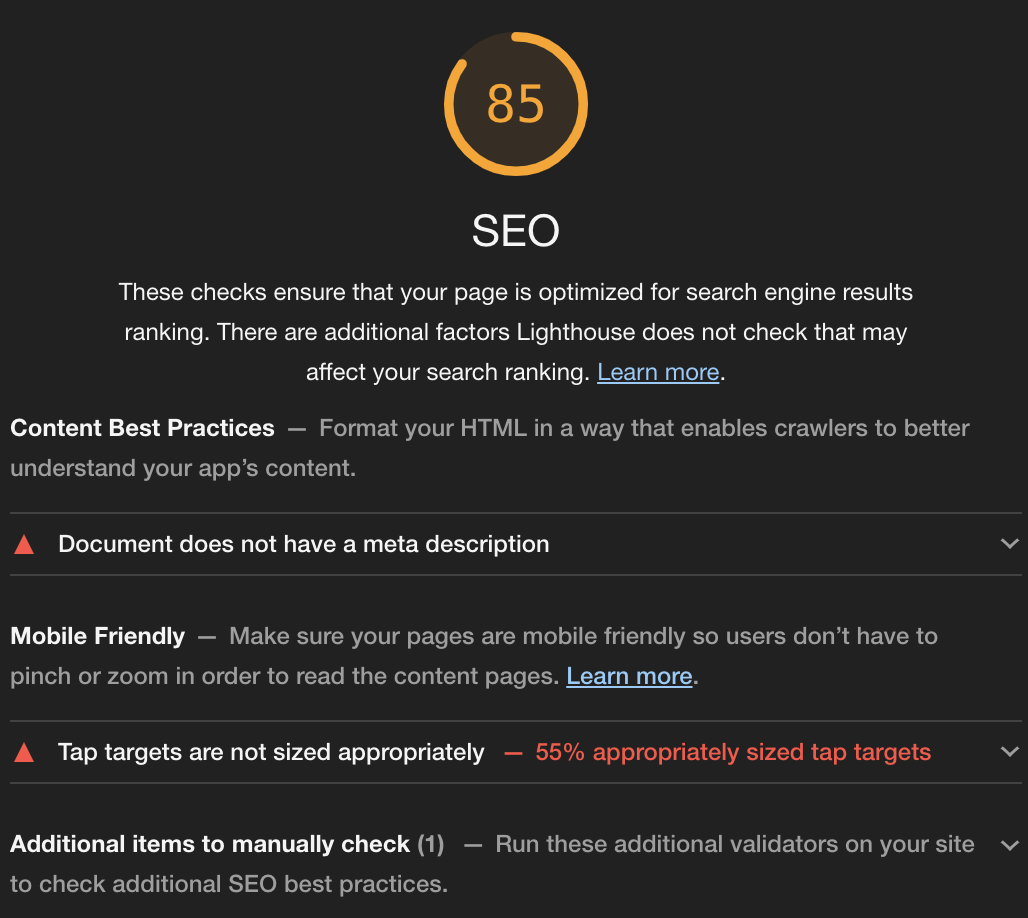 85
SEO
These checks ensure that your page is optimized for search engine results
ranking. There are additional factors Lighthouse does not check that may
affect your search ranking. Learn more.
Content Best Practices — Format your HTML in a way that enables crawlers to better
understand your app’s content.
Document does not have a meta description
Mobile Friendly — Make sure your pages are mobile friendly so users don’t have to
pinch or zoom in order to read the content pages. Learn more.
Tap targets are not sized appropriately — 55% appropriately sized tap targets
Additional items to manually check (1) — Run these additional validators on your site
to check additional SEO best practices.